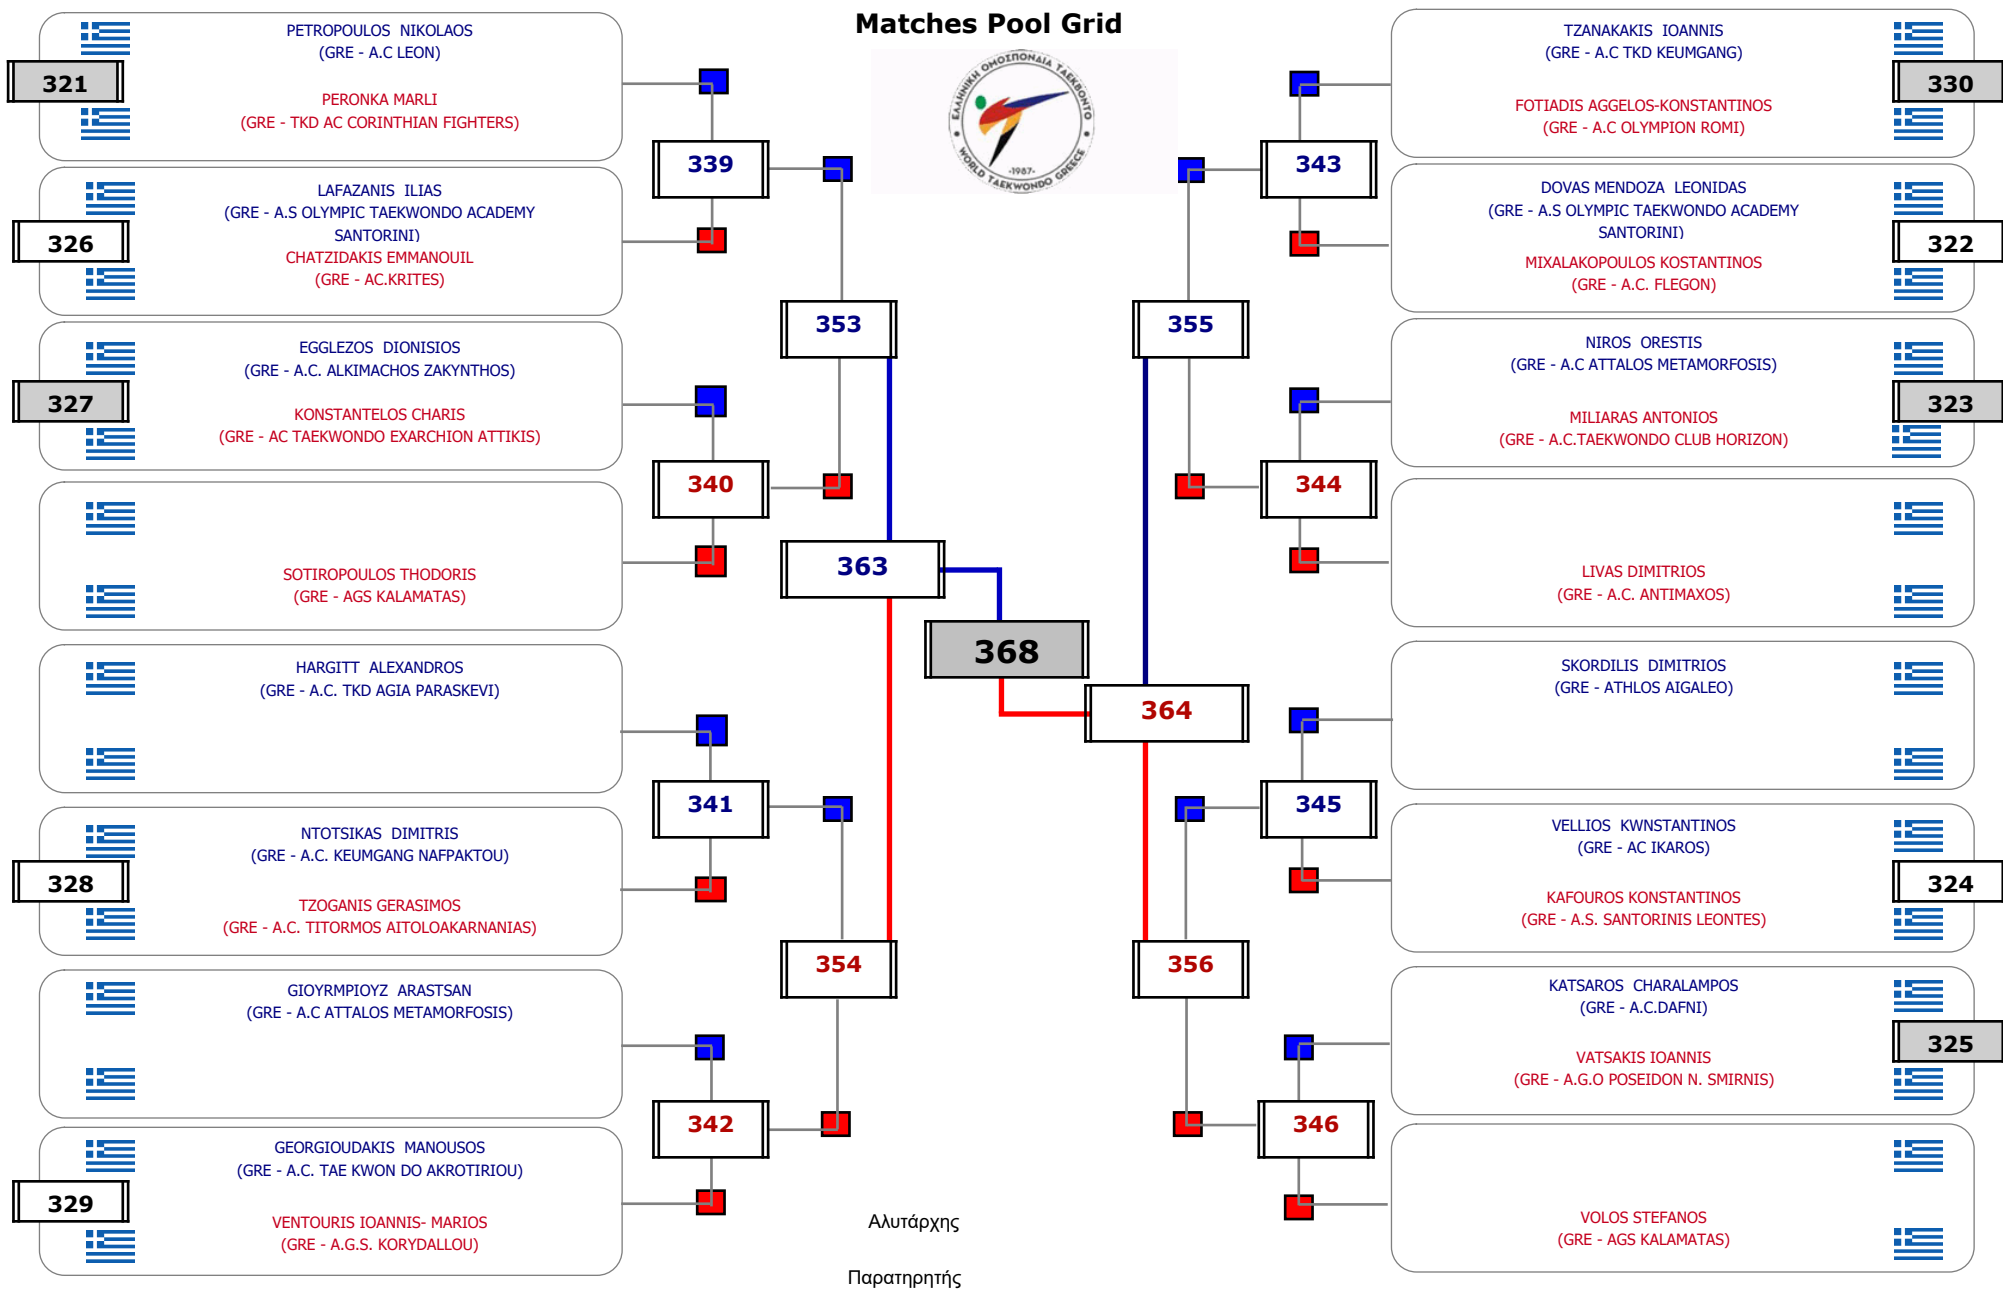 Matches Pool Grid
ΕΛΛΗΝΙΚΗ ΟΜΟΣΠΟΝΔΙΑ ΤΑΕΚΒΟΝΤΟ
WORLD TAEKWONDO GREECE
-1987-
PETROPOULOS NIKOLAOS
(GRE - A.C LEON)
321
PERONKA MARLI
(GRE - TKD AC CORINTHIAN FIGHTERS)
LAFAZANIS ILIAS
(GRE - A.S OLYMPIC TAEKWONDO ACADEMY
SANTORINI)
326
CHATZIDAKIS EMMANOUIL
(GRE - AC.KRITES)
EGGLEZOS DIONISIOS
(GRE - A.C. ALKIMACHOS ZAKYNTHOS)
327
KONSTANTELOS CHARIS
(GRE - AC TAEKWONDO EXARCHION ATTIKIS)
SOTIROPOULOS THODORIS
(GRE - AGS KALAMATAS)
HARGITT ALEXANDROS
(GRE - A.C. TKD AGIA PARASKEVI)
NTOTSIKAS DIMITRIS
(GRE - A.C. KEUMGANG NAFPAKTOU)
328
TZOGANIS GERASIMOS
(GRE - A.C. TITORMOS AITOLOAKARNANIAS)
GIOYRMPIOYZ ARASTSAN
(GRE - A.C ATTALOS METAMORFOSIS)
GEORGIOUDAKIS MANOUSOS
(GRE - A.C. TAE KWON DO AKROTIRIOU)
329
VENTOURIS IOANNIS- MARIOS
(GRE - A.G.S. KORYDALLOU)
339
340
341
342
353
354
363
368
364
355
356
343
344
345
346
TZANAKAKIS IOANNIS
(GRE - A.C TKD KEUMGANG)
330
FOTIADIS AGGELOS-KONSTANTINOS
(GRE - A.C OLYMPION ROMI)
DOVAS MENDOZA LEONIDAS
(GRE - A.S OLYMPIC TAEKWONDO ACADEMY
SANTORINI)
322
MIXALAKOPOULOS KOSTANTINOS
(GRE - A.C. FLEGON)
NIROS ORESTIS
(GRE - A.C ATTALOS METAMORFOSIS)
323
MILIARAS ANTONIOS
(GRE - A.C.TAEKWONDO CLUB HORIZON)
LIVAS DIMITRIOS
(GRE - A.C. ANTIMAXOS)
SKORDILIS DIMITRIOS
(GRE - ATHLOS AIGALEO)
VELLIOS KWNSTANTINOS
(GRE - AC IKAROS)
324
KAFOUROS KONSTANTINOS
(GRE - A.S. SANTORINIS LEONTES)
KATSAROS CHARALAMPOS
(GRE - A.C.DAFNI)
325
VATSAKIS IOANNIS
(GRE - A.G.O POSEIDON N. SMIRNIS)
VOLOS STEFANOS
(GRE - AGS KALAMATAS)
Αλυτάρχης
Παρατηρητής